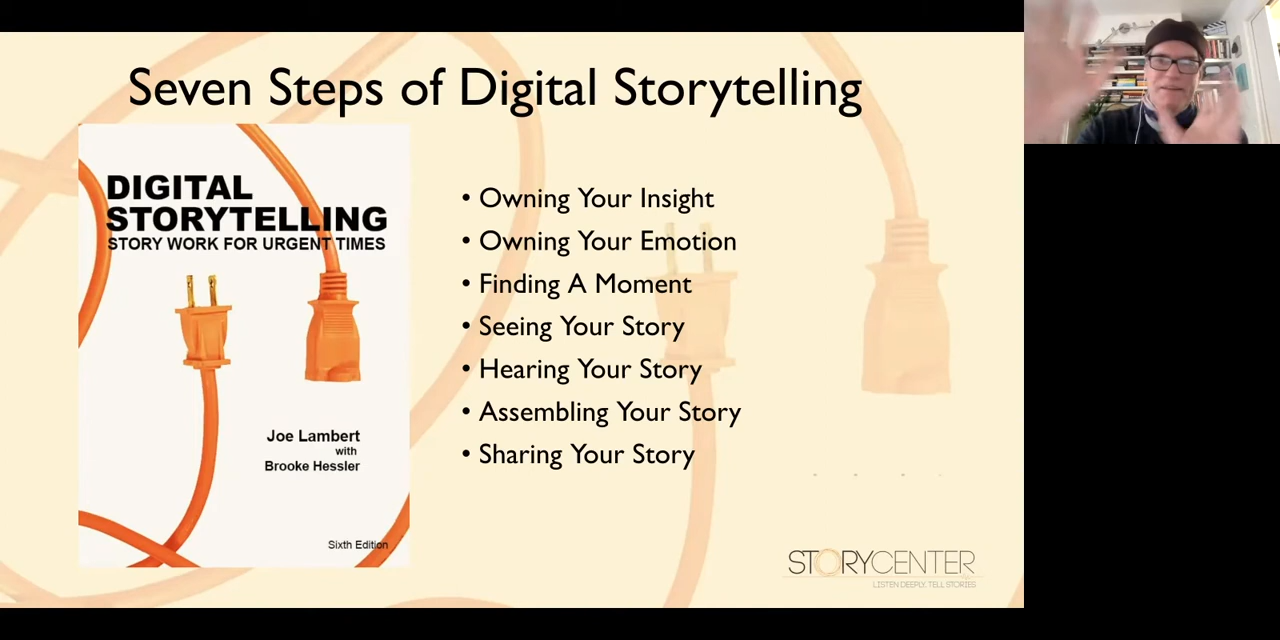 Seven Steps of Digital Storytelling
DIGITAL
STORYTELLING
STORY WORK FOR URGENT TIMES
Joe Lambert
with
Brooke Hessler
Sixth Edition
• Owning Your Insight
• Owning Your Emotion
• Finding A Moment
• Seeing Your Story
• Hearing Your Story
• Assembling Your Story
• Sharing Your Story
STORYCENTER
LISTEN DEEPLY. TELL STORIES